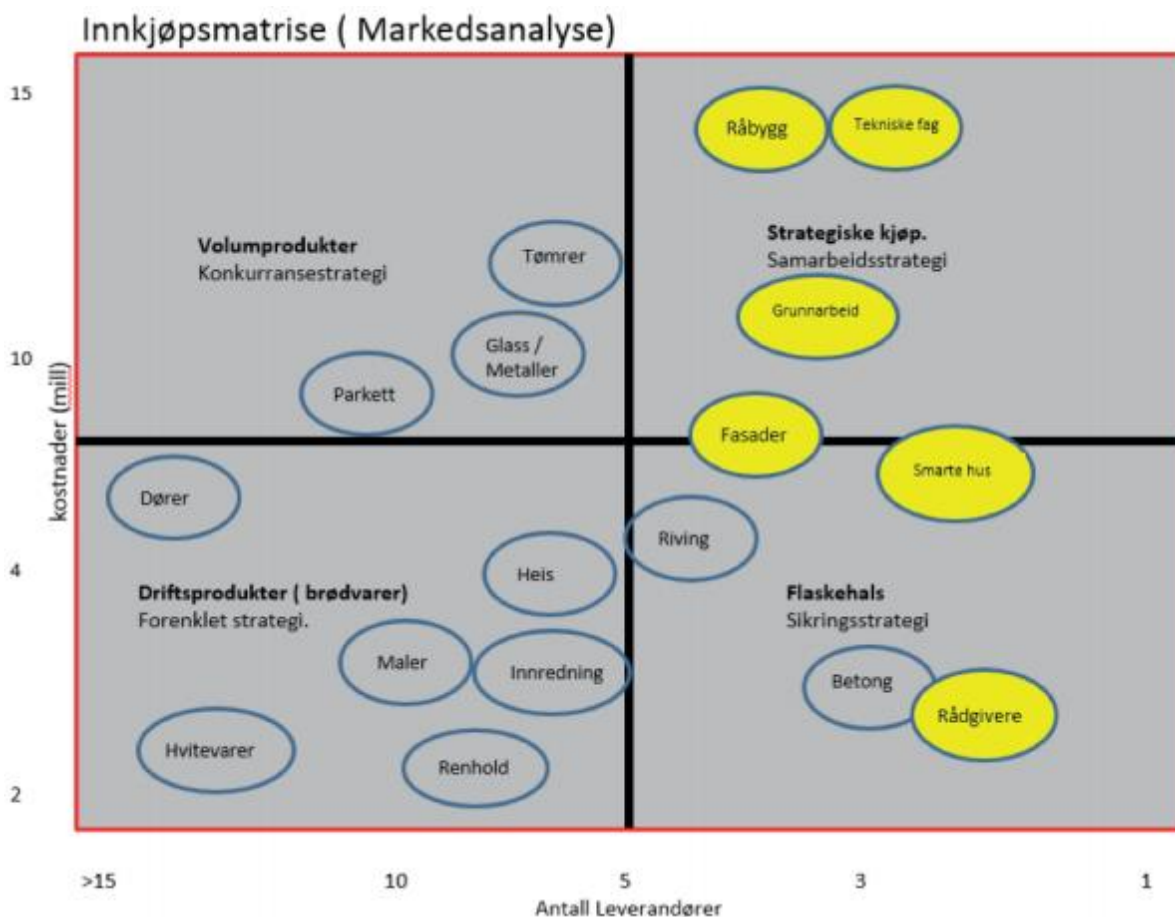 Innkjøpsmatrise ( Markedsanalyse)
15
Råbygg
Tekniske fag
Volumprodukter
Konkurransestrategi
Tømrer
Strategiske kjøp.
Samarbeidsstrategi
Grunnarbeid
10
Glass /
Metaller
Parkett
Fasader
kostnader (mill)
Smarte hus
Dører
Riving
4
Heis
Driftsprodukter ( brødvarer)
Forenklet strategi.
Flaskehals
Sikringsstrategi
Maler
Innredning
Betong
Rådgivere
Hvitevarer
Renhold
2
>15
10
5
3
1
Antall Leverandører